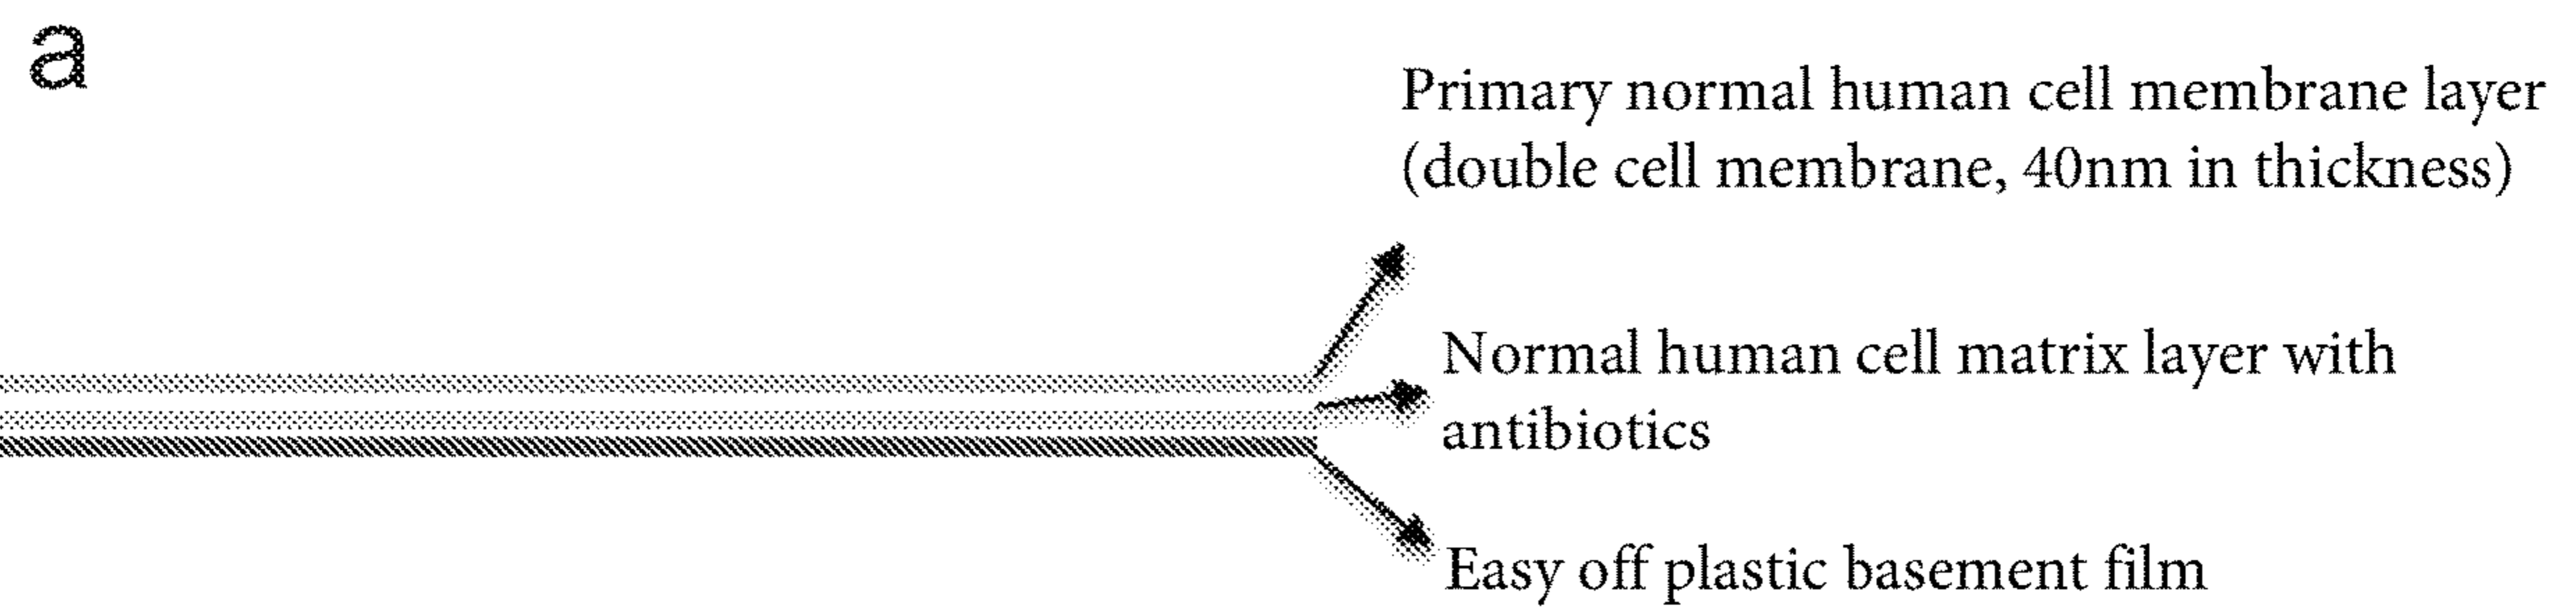 a
Primary normal human cell membrane layer
(double cell membrane, 40nm in thickness)
Normal human cell matrix layer with
antibiotics
Easy off plastic basement film